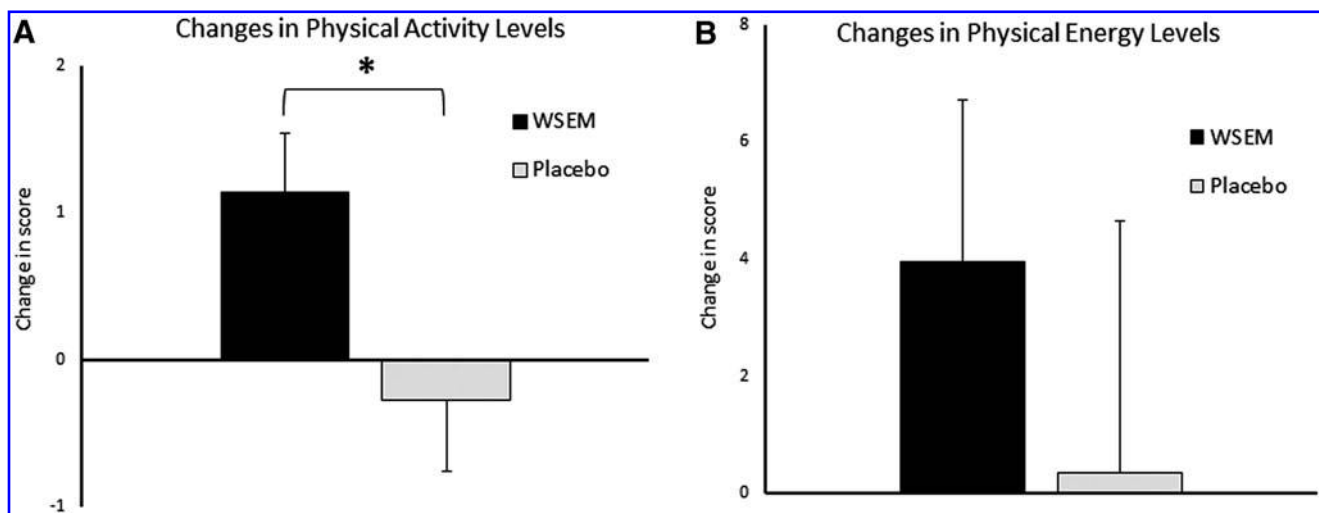 A
Changes in Physical Activity Levels
2
*
WSEM
Placebo
1
Change in score
0
-1
B
Changes in Physical Energy Levels
8
6
WSEM
Placebo
4
Change in score
2
0